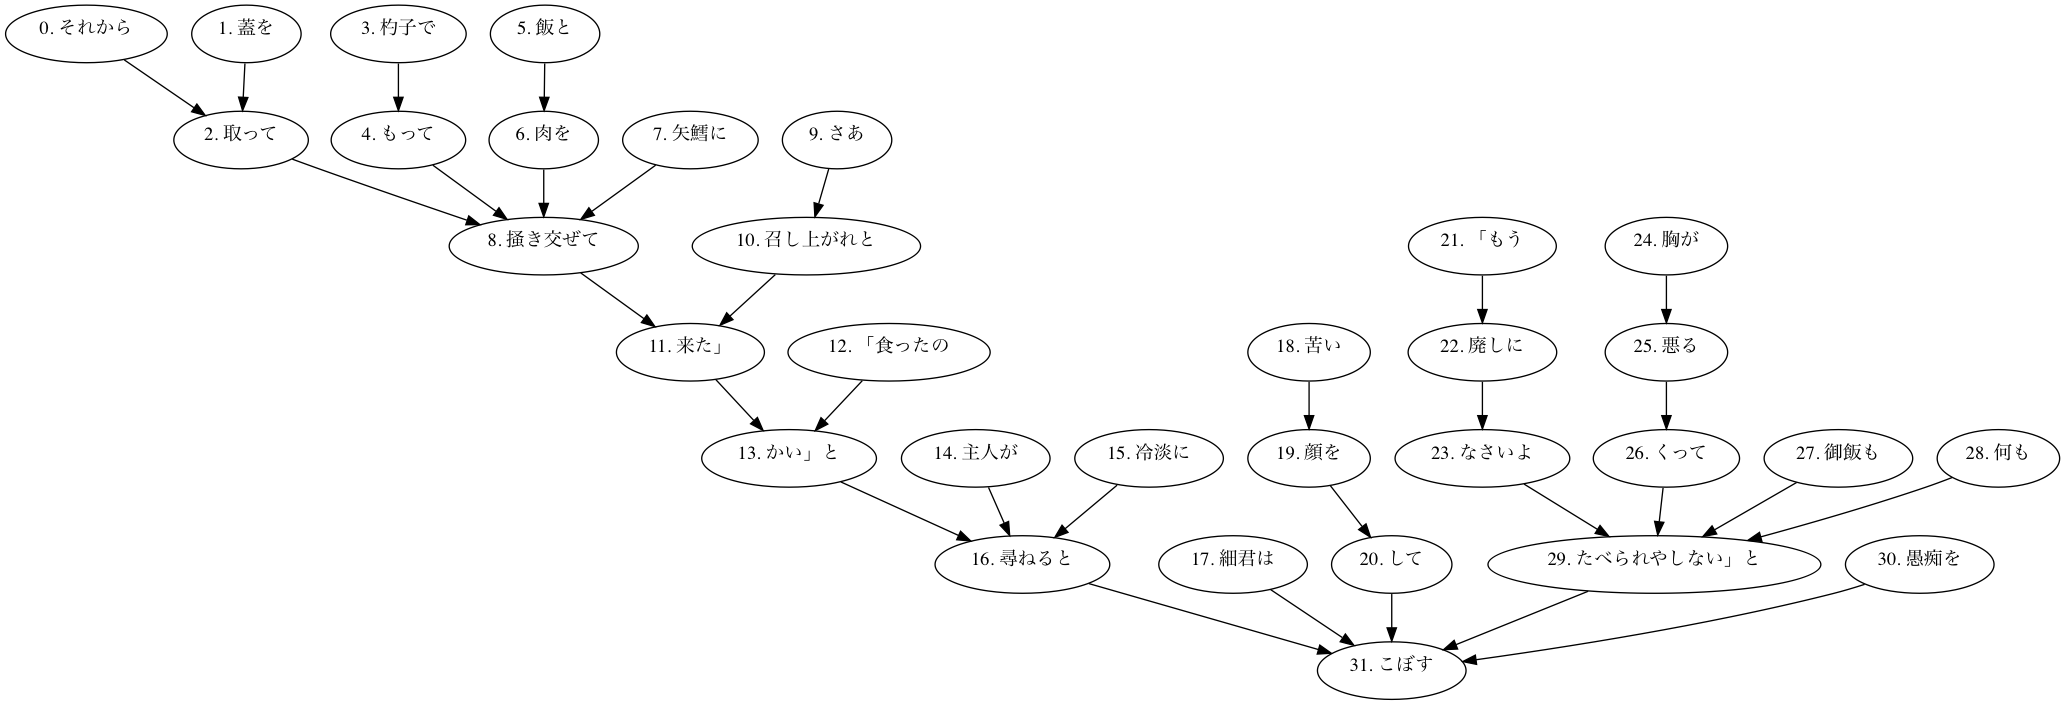 0. それから
1. 蓋を
3. 杓子で
5. 飯と
2. 取って
4. もって
6. 肉を
7. 矢鱈に
9. さあ
8. 掻き交ぜて
10. 召し上がれと
21. 「もう
24. 胸が
11. 来た」
12. 「食ったの
18. 苦い
22. 廃しに
25. 悪る
13. かい」と
14. 主人が
15. 冷淡に
19. 顔を
23. なさいよ
26. くって
27. 御飯も
28. 何も
16. 尋ねると
17. 細君は
20. して
29. たべられやしない」と
30. 愚痴を
31. こぼす